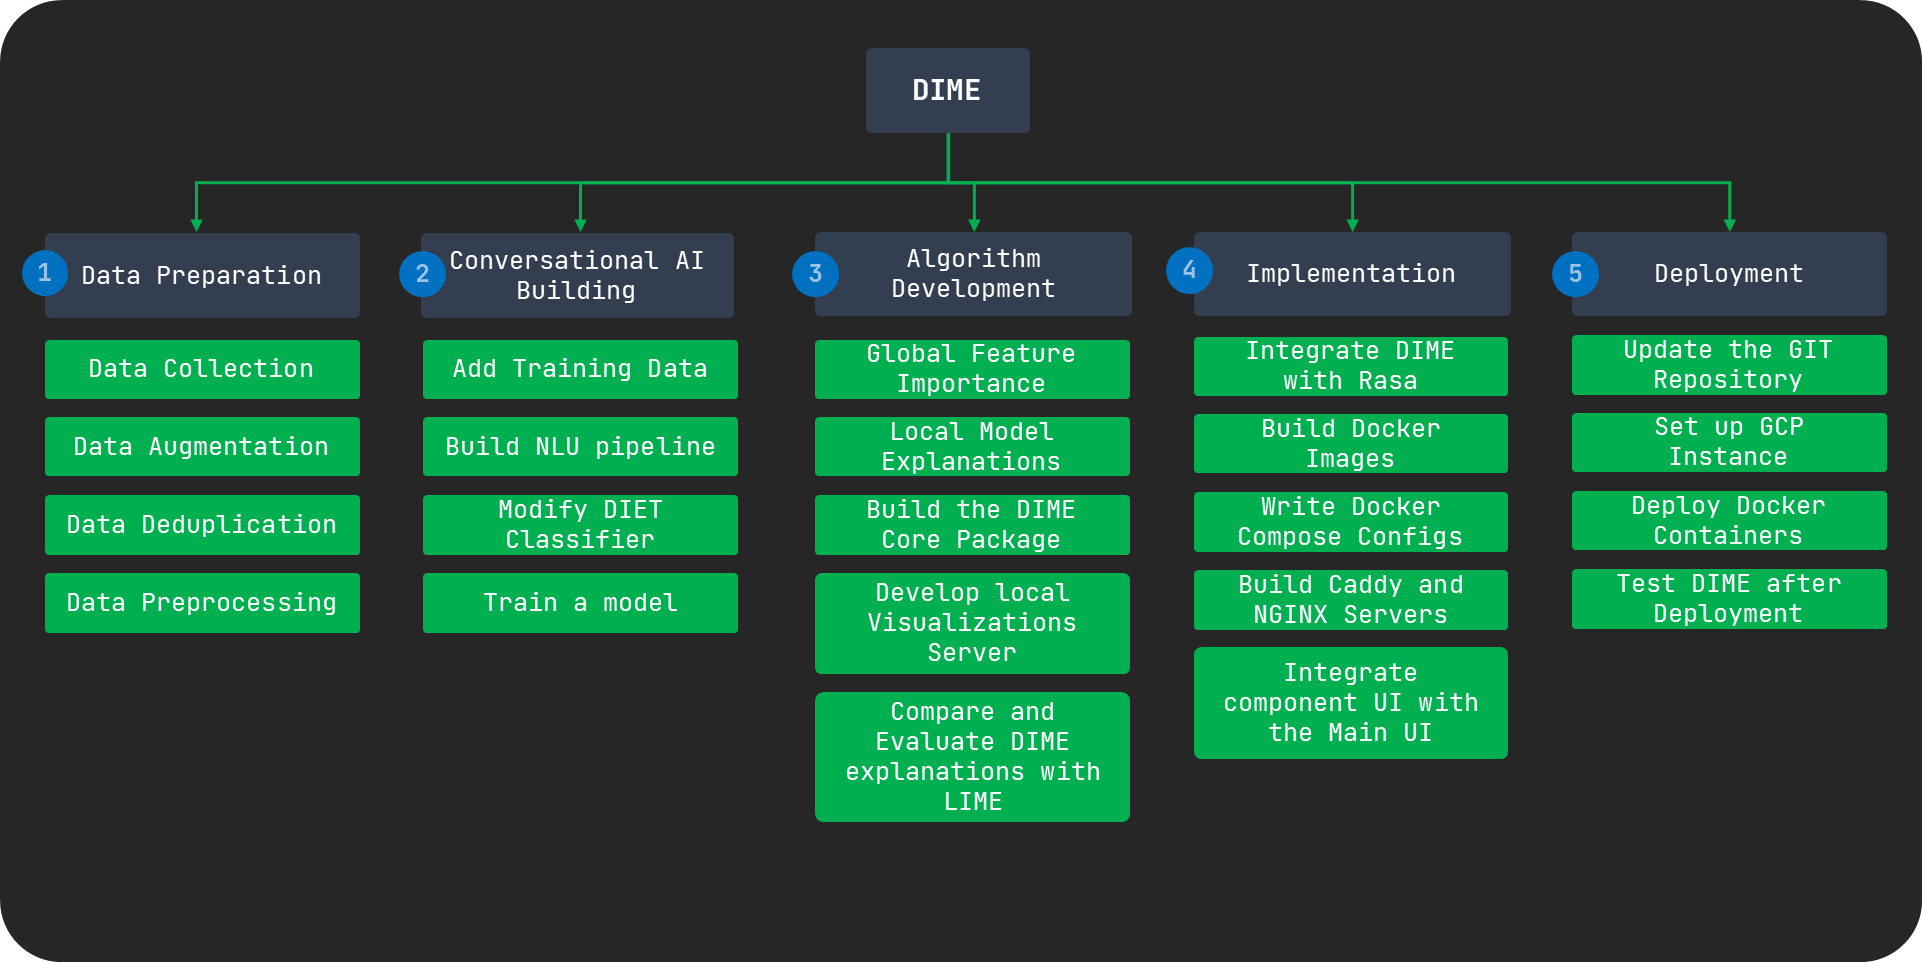 DIME
1
Data Preparation
Data Collection
Data Augmentation
Data Deduplication
Data Preprocessing
2
Conversational AI
Building
Add Training Data
Build NLU pipeline
Modify DIET
Classifier
Train a model
3
Algorithm
Development
Global Feature
Importance
Local Model
Explanations
Build the DIME
Core Package
Develop local
Visualizations
Server
Compare and
Evaluate DIME
explanations with
LIME
4
Implementation
Integrate DIME
with Rasa
Build Docker
Images
Write Docker
Compose Configs
Build Caddy and
NGINX Servers
Integrate
component UI with
the Main UI
5
Deployment
Update the GIT
Repository
Set up GCP
Instance
Deploy Docker
Containers
Test DIME after
Deployment